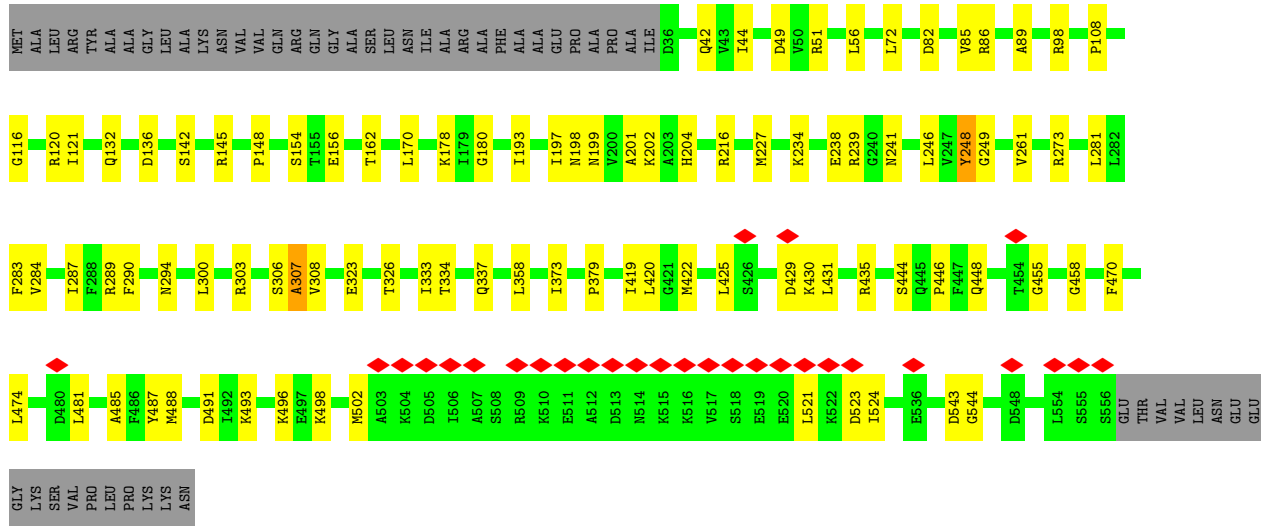 MET ALA LEU ARG TYR ALA ALA GLY LEU ALA LYS ASN VAL VAL GLN ARG GLN GLY ALA SER LEU ASN ILE ALA ARG ALA PHE ALA ALA GLU PRO ALA PRO ALA ILE D36 Q42 V43 I44 D49 V50 R51 L56 L72 D82 V85 R86 A89 R98 P108
G116 R120 I121 Q132 D136 S142 R145 P148 S154 T155 E156 T162 L170 K178 I179 G180 I193 I197 N198 N199 V200 A201 K202 A203 H204 R216 M227 K234 E238 R239 G240 N241 L246 V247 Y248 G249 V261 R273 L281 L282
F283 V284 I287 F288 R289 F290 N294 L300 R303 S306 A307 V308 E323 T326 I333 T334 Q337 L358 I373 P379 I419 L420 G421 M422 L425 S426 D429 K430 L431 R435 S444 Q445 P446 F447 Q448 T454 G455 G458 F470
L474 D480 L481 A485 F486 Y487 M488 D491 I492 K493 K496 E497 K498 M502 A503 K504 D505 I506 A507 S508 R509 K510 E511 A512 D513 N514 K515 K516 V517 S518 E519 E520 L521 K522 D523 I524 E536 D543 G544 D548 L554 S555 S556 GLU THR VAL VAL LEU ASN GLU GLU
GLY LYS SER VAL PRO LEU PRO LYS LYS ASN